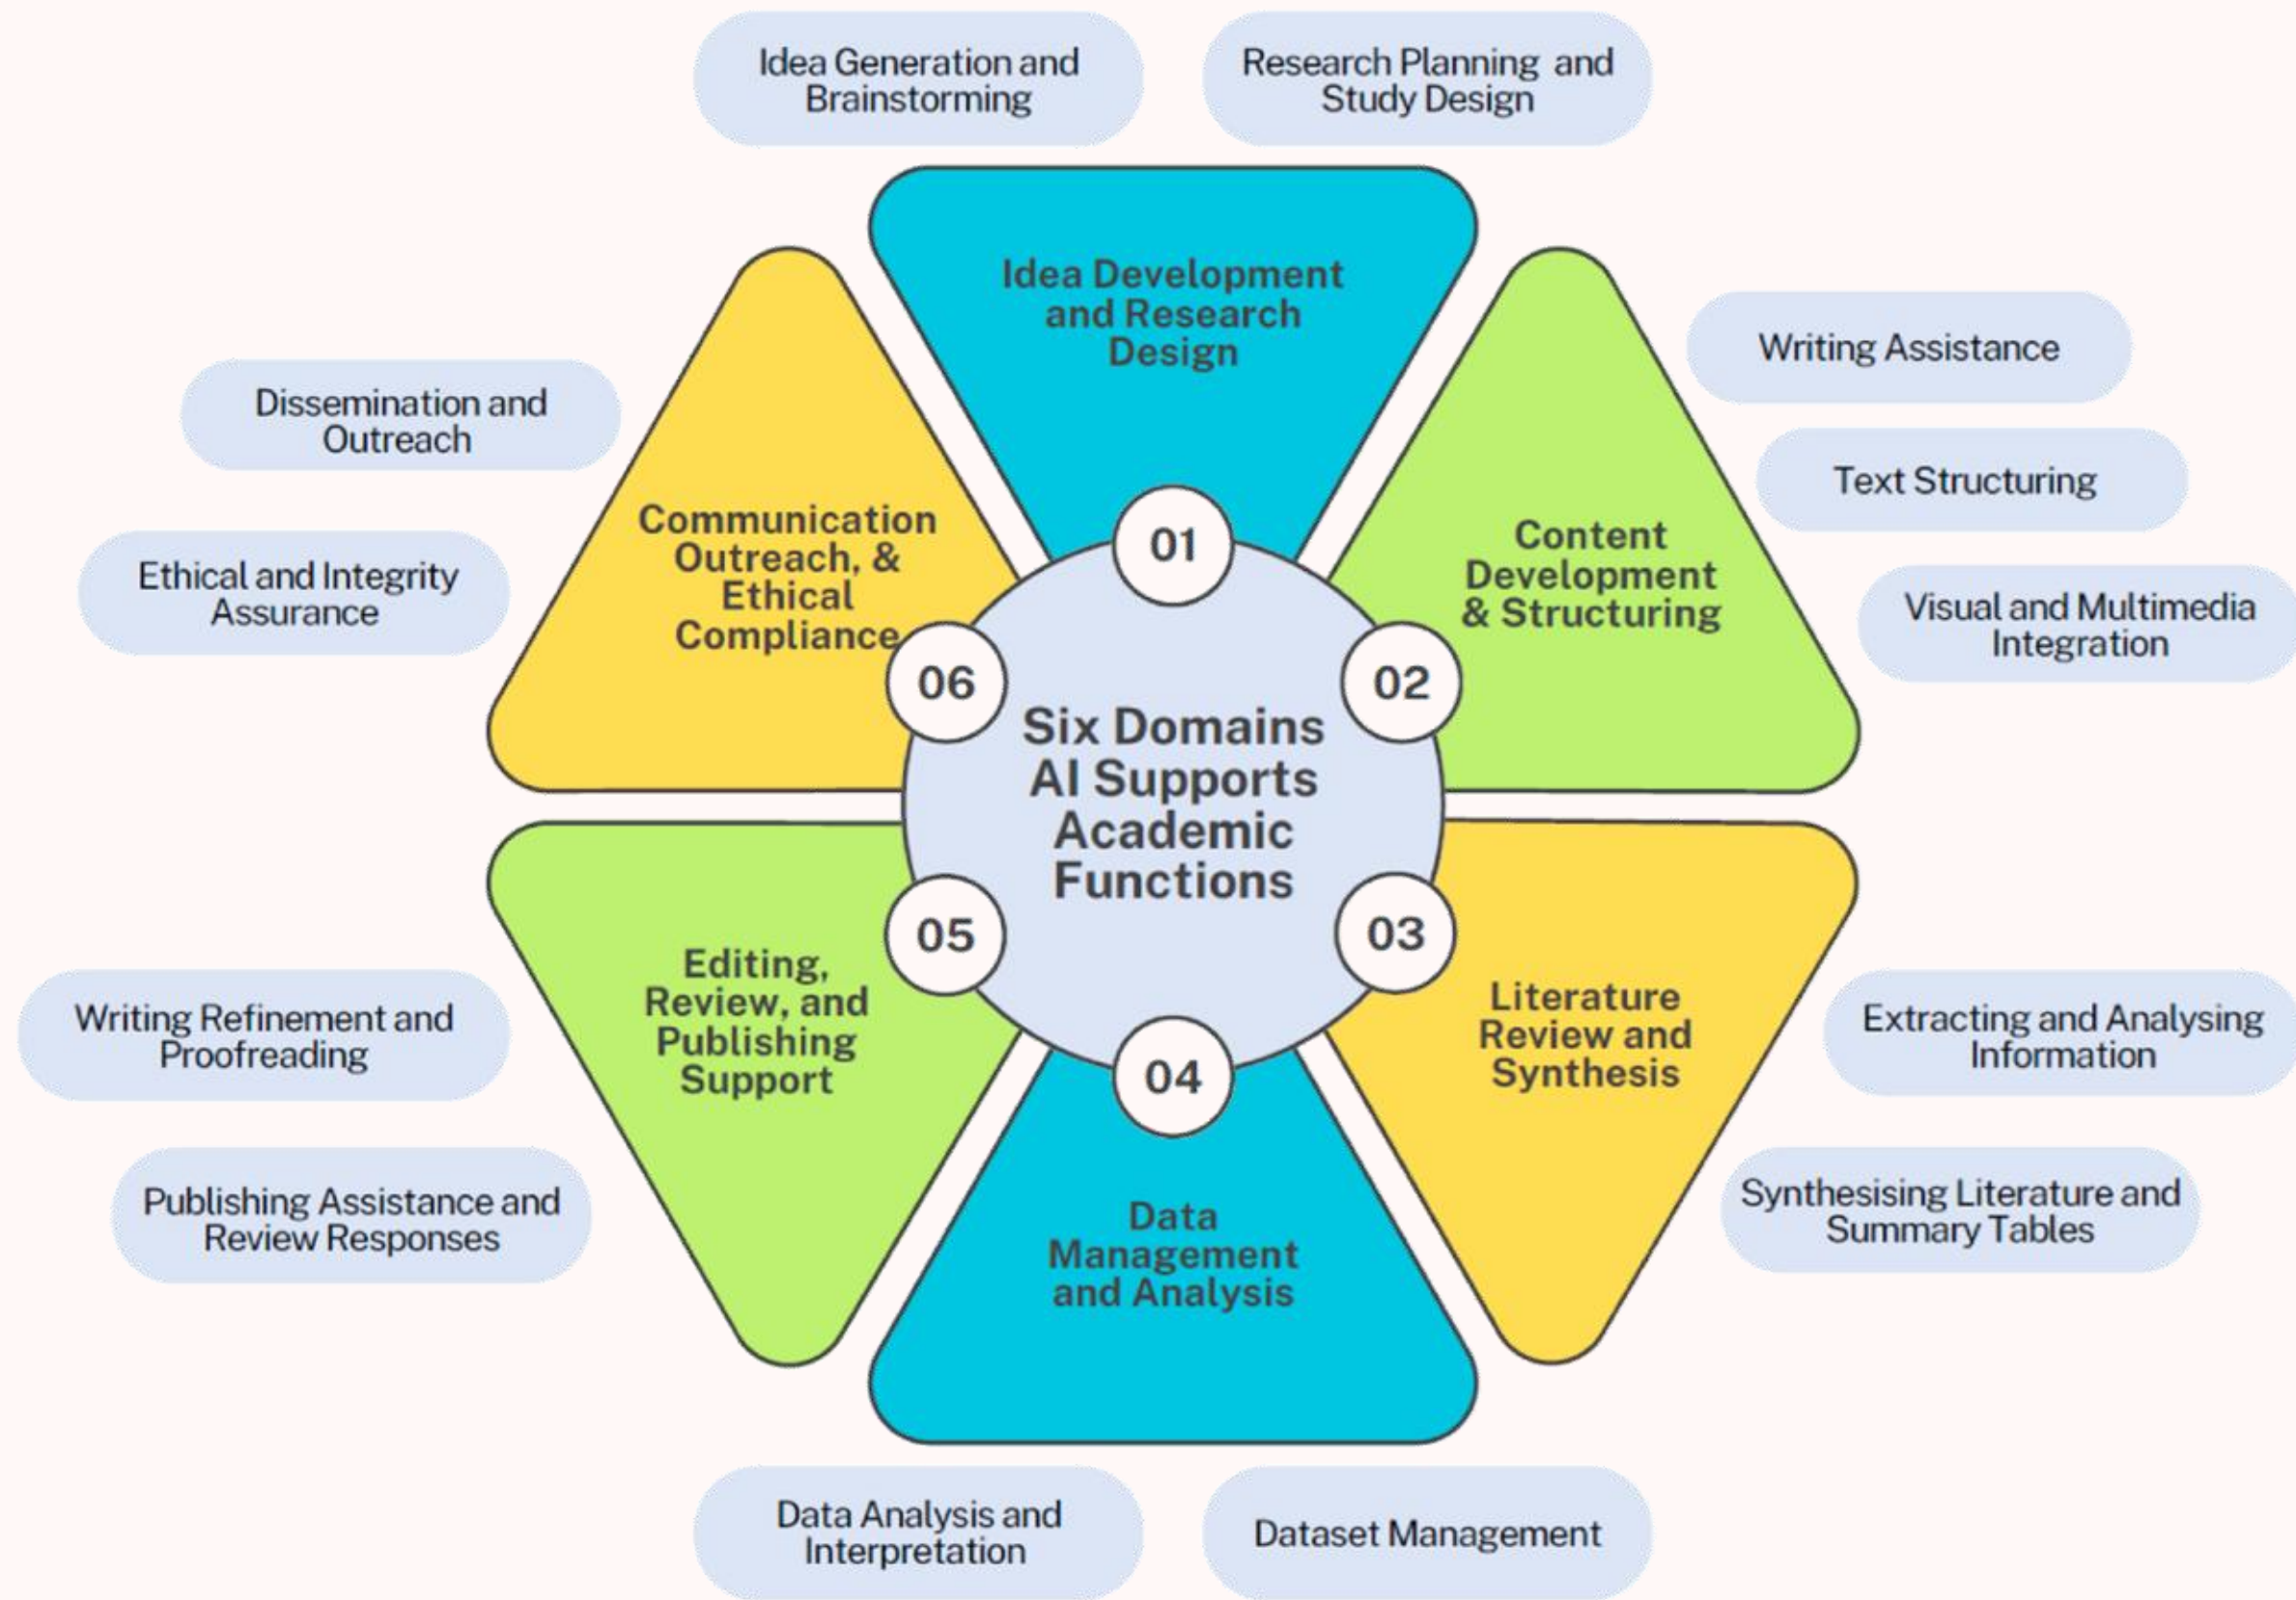 Idea Generation and
Brainstorming
Research Planning and
Study Design
Idea Development
and Research
Design
01
Writing Assistance
Text Structuring
Visual and Multimedia
Integration
Content
Development
& Structuring
02
Dissemination and
Outreach
Ethical and Integrity
Assurance
Communication
Outreach, &
Ethical
Compliance
06
Six Domains
AI Supports
Academic
Functions
05
Editing,
Review, and
Publishing
Support
Writing Refinement and
Proofreading
Publishing Assistance and
Review Responses
03
Literature
Review and
Synthesis
Extracting and Analysing
Information
Synthesising Literature and
Summary Tables
04
Data
Management
and Analysis
Data Analysis and
Interpretation
Dataset Management